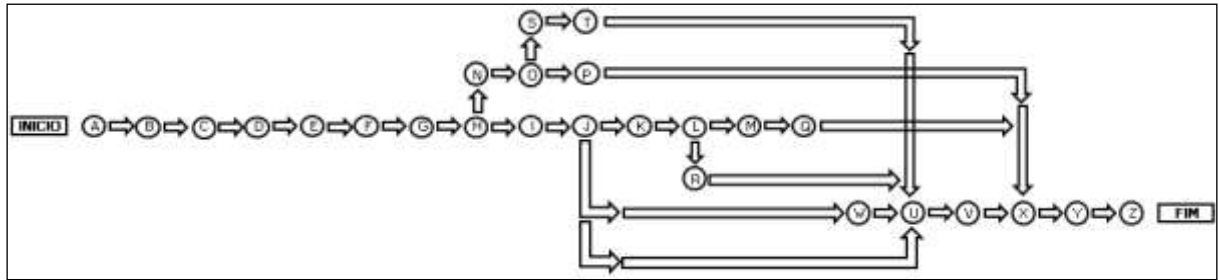 S T
N O P
INICIO A B C D E F G H I J K L M Q
R
W U V X Y Z FIM